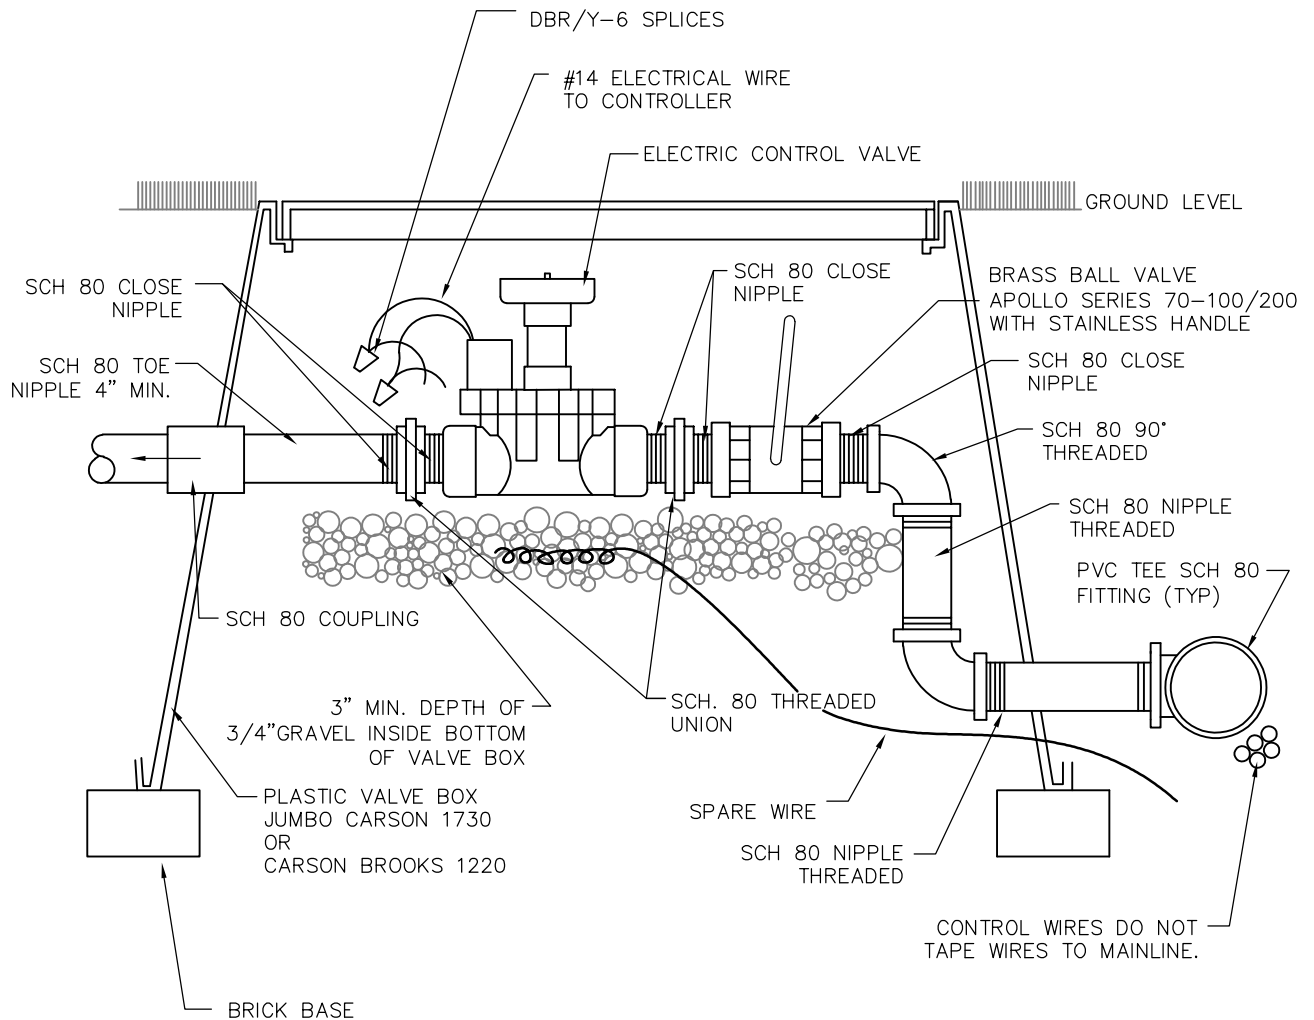 DBR/Y-6 SPLICES
#14 ELECTRICAL WIRE
TO CONTROLLER
ELECTRIC CONTROL VALVE
GROUND LEVEL
SCH 80 CLOSE
NIPPLE
SCH 80 CLOSE
NIPPLE
BRASS BALL VALVE
APOLLO SERIES 70-100/200
WITH STAINLESS HANDLE
SCH 80 TOE
NIPPLE 4" MIN.
SCH 80 CLOSE
NIPPLE
SCH 80 90°
THREADED
SCH 80 NIPPLE
THREADED
PVC TEE SCH 80
FITTING (TYP)
SCH 80 COUPLING
3" MIN. DEPTH OF
3/4"GRAVEL INSIDE BOTTOM
OF VALVE BOX
SCH. 80 THREADED
UNION
PLASTIC VALVE BOX
JUMBO CARSON 1730
OR
CARSON BROOKS 1220
SPARE WIRE
SCH 80 NIPPLE
THREADED
CONTROL WIRES DO NOT
TAPE WIRES TO MAINLINE.
BRICK BASE